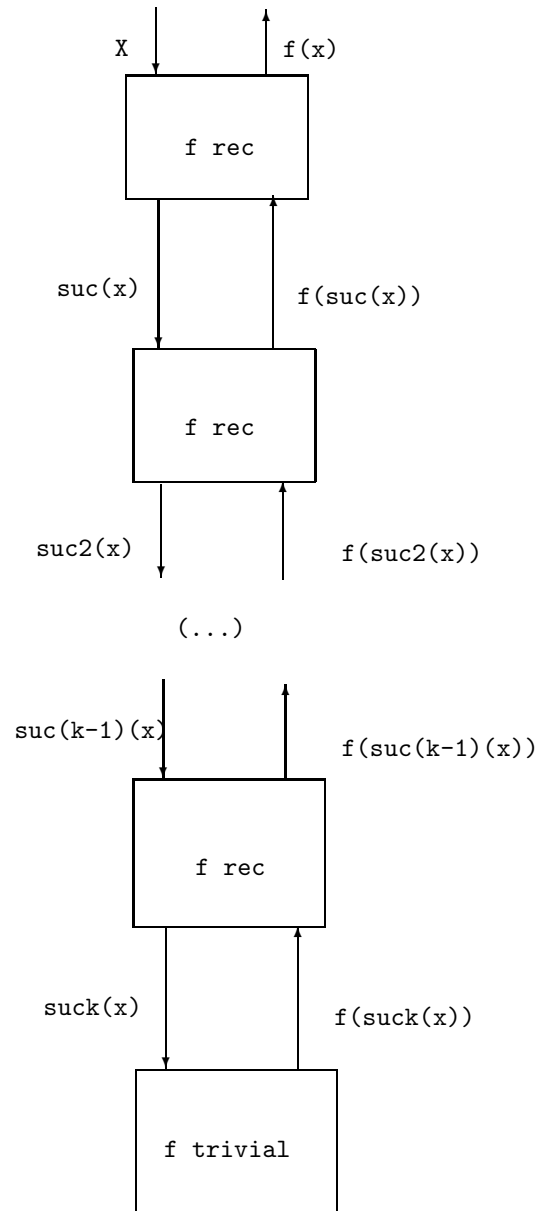 X
f(x)
f rec
suc(x)
f(suc(x))
f rec
suc2(x)
f(suc2(x))
(...)
suc(k-1)(x)
f(suc(k-1)(x))
f rec
suck(x)
f(suck(x))
f trivial